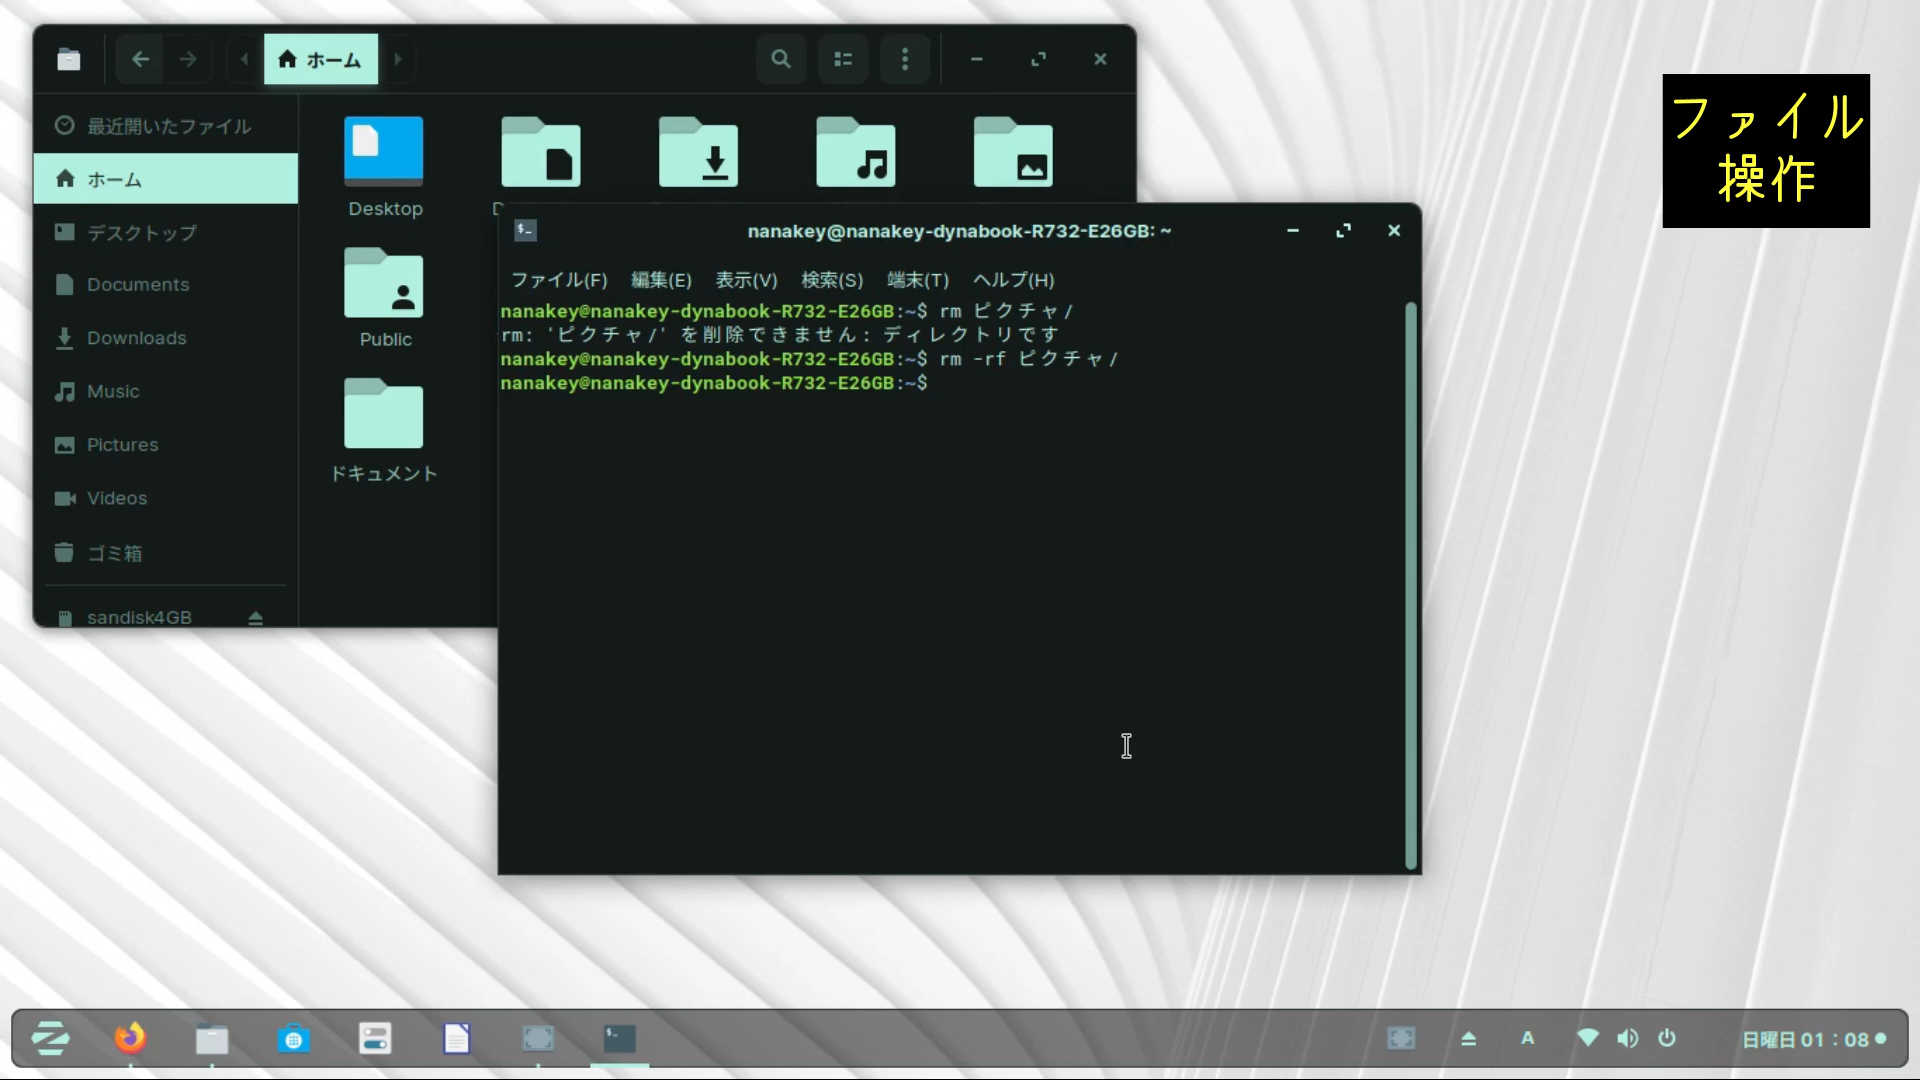 ホーム
最近開いたファイル
ホーム
デスクトップ
Documents
Downloads
Music
Pictures
Videos
ゴミ箱
sandisk4GB
Desktop
Public
ドキュメント
nanakey@nanakey-dynabook-R732-E26GB: ~
ファイル(F) 編集(E) 表示(V) 検索(S) 端末(T) ヘルプ(H)
nanakey@nanakey-dynabook-R732-E26GB:~$ rm ピクチャ/
rm: 'ピクチャ/' を削除できません: ディレクトリです
nanakey@nanakey-dynabook-R732-E26GB:~$ rm -rf ピクチャ/
nanakey@nanakey-dynabook-R732-E26GB:~$
ファイル
操作
A
日曜日 01：08